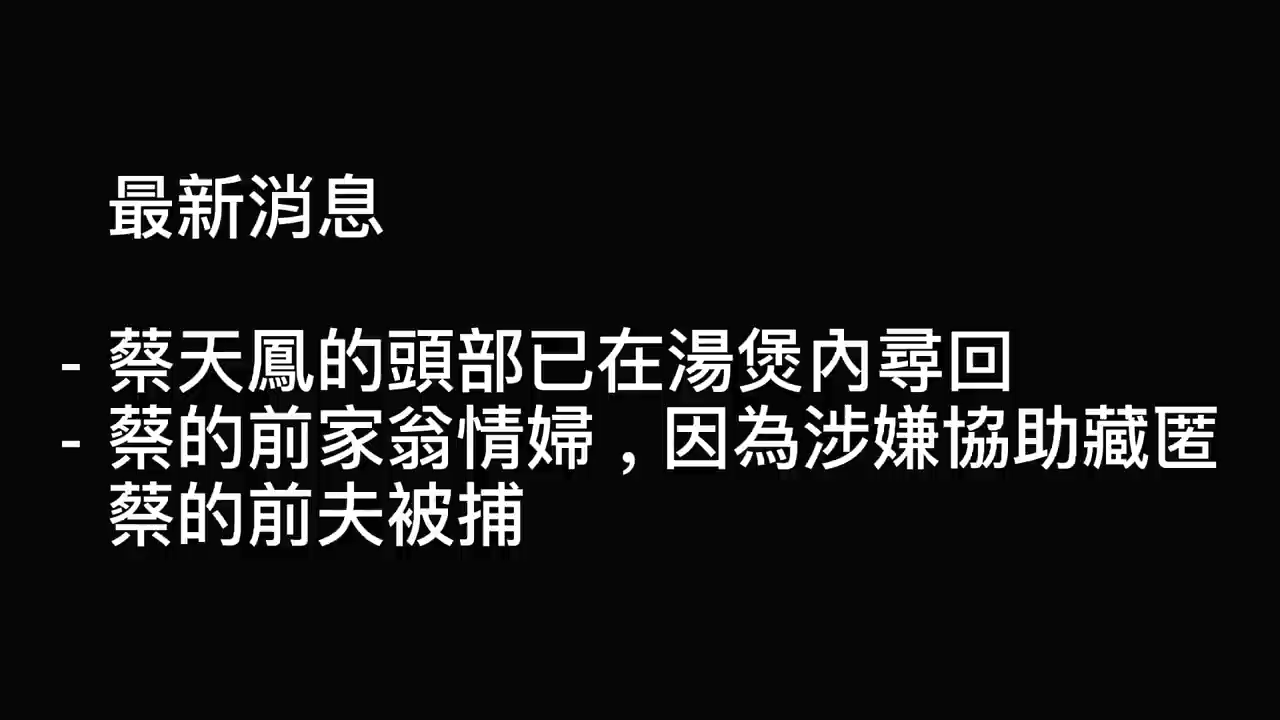 最新消息
- 蔡天鳳的頭部已在湯煲內尋回
- 蔡的前家翁情婦，因為涉嫌協助藏匿
蔡的前夫被捕